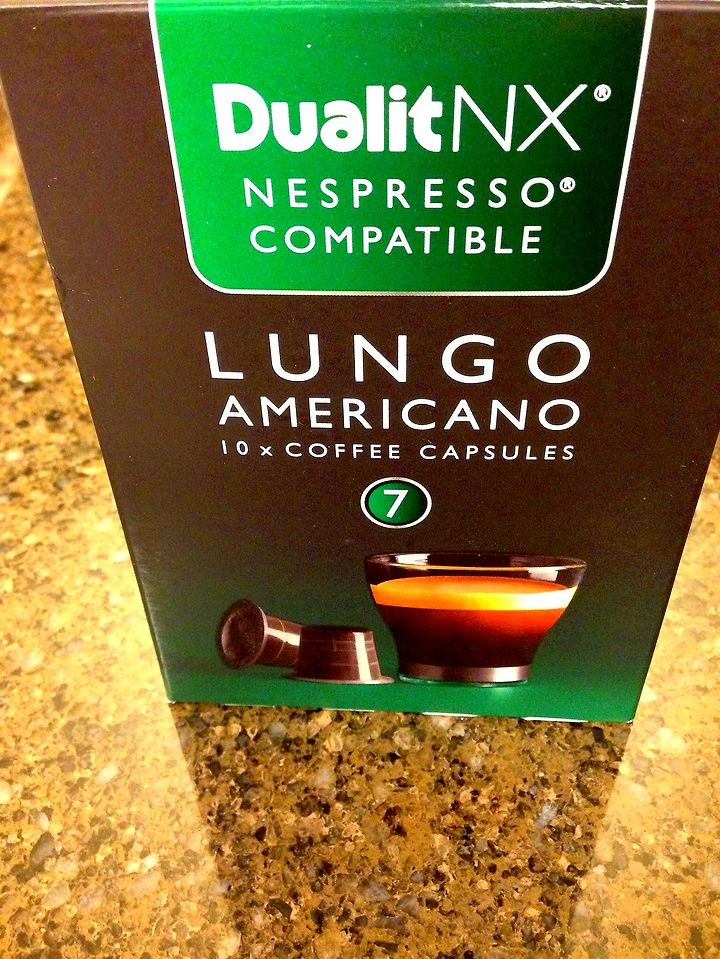 DualitNX®
NESPRESSO®
COMPATIBLE
LUNGO
AMERICANO
10 x COFFEE CAPSULES
7